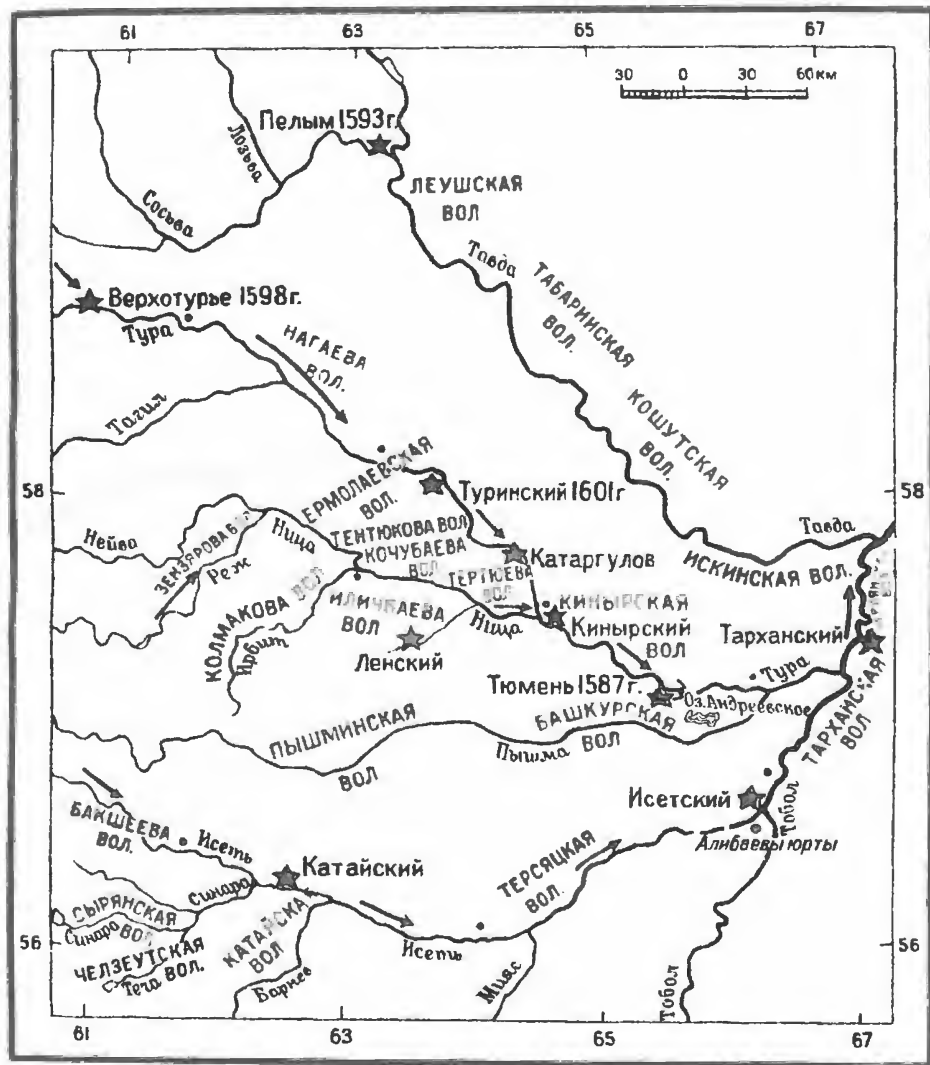 61 63 65 67
30 0 30 60 км
Пелым 1593г.
Лозьва
Сосьва
ЛЕУШСКАЯ
ВОЛ
Тавда
ТАБАРИНСКАЯ
ВОЛ.
Верхотурье 1598г.
Тура
НАГАЕВА
ВОЛ.
КОШУТСКАЯ
ВОЛ.
Тагил
58
ЕРМОЛАЕВСКАЯ
ВОЛ.
Туринский 1601г
58
Тавда
Нейва
Ница
ТЕНТЮКОВА ВОЛ
КОЧУБАЕВА
ВОЛ.
Катаргулов
ИСКИНСКАЯ ВОЛ.
Реж
ТЕРТЮЕВА
ВОЛ.
КОЛМАКОВА ВОЛ
Ирбит
ИЛИЧБАЕВА
ВОЛ
Ница
КИНЫРСКАЯ
Кинырский
ВОЛ
Тарханский
Ленский
Тура
Тюмень 1587г.
Оз. Андреевское
БАШКУРСКАЯ
ВОЛ
ТАРХАНСКАЯ
ВОЛ
ПЫШМИНСКАЯ
ВОЛ
Пышма
Исетский
Тобол
БАКШЕЕВА
ВОЛ.
Исеть
Алибаевы юрты
Катайский
ТЕРСЯЦКАЯ
ВОЛ.
Синара
СЫРЯНСКАЯ
ВОЛ
Синара
КАТАЙСКАЯ
ВОЛ
56
Исеть
56
ЧЕЛЗЕУТСКАЯ
ВОЛ.
Теча
Барнев
Миясс
Тобол
61 63 65 67